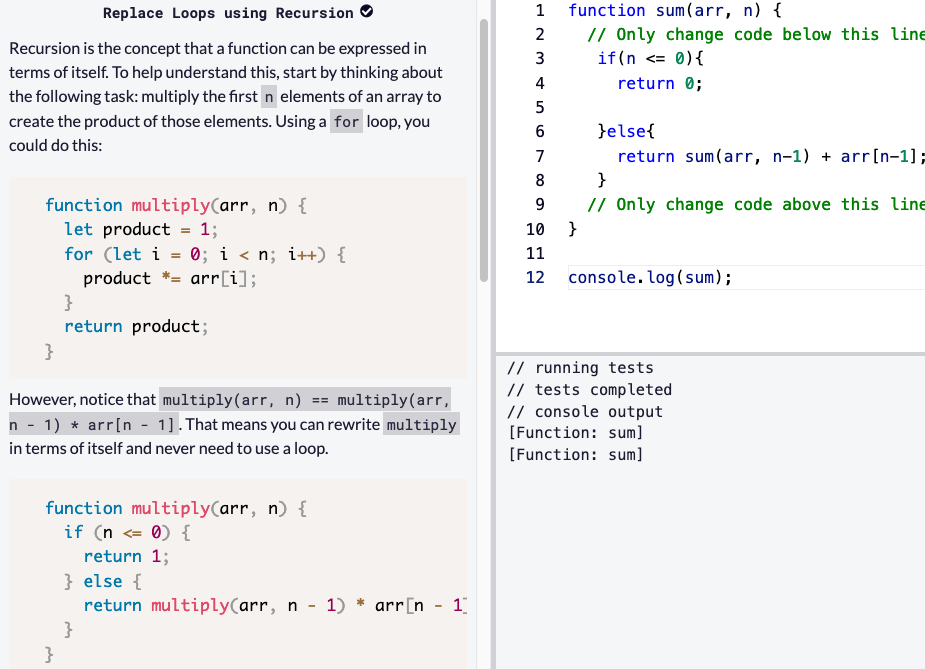 Replace Loops using Recursion
Recursion is the concept that a function can be expressed in
terms of itself. To help understand this, start by thinking about
the following task: multiply the first n elements of an array to
create the product of those elements. Using a for loop, you
could do this:
function multiply(arr, n) {
let product = 1;
for (let i = 0; i < n; i++) {
product *= arr[i];
}
return product;
}
However, notice that multiply(arr, n) == multiply(arr,
n - 1) * arr[n - 1]. That means you can rewrite multiply
in terms of itself and never need to use a loop.
function multiply(arr, n) {
if (n <= 0) {
return 1;
} else {
return multiply(arr, n - 1) * arr[n - 1]
}
}
1 function sum(arr, n) {
2 // Only change code below this line
3 if(n <= 0){
4 return 0;
5
6 }else{
7 return sum(arr, n-1) + arr[n-1];
8 }
9 // Only change code above this line
10 }
11
12 console.log(sum);
// running tests
// tests completed
// console output
[Function: sum]
[Function: sum]